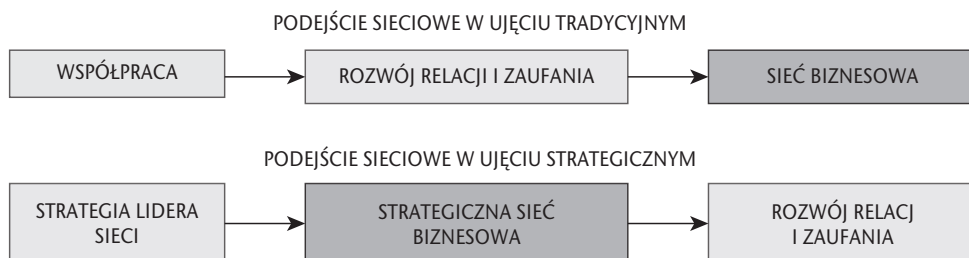 PODEJŚCIE SIECIOWE W UJĘCIU TRADYCYJNYM
WSPÓŁPRACA
ROZWÓJ RELACJI I ZAUFANIA
SIEĆ BIZNESOWA
PODEJŚCIE SIECIOWE W UJĘCIU STRATEGICZNYM
STRATEGIA LIDERA
SIECI
STRATEGICZNA SIEĆ
BIZNESOWA
ROZWÓJ RELACJ
I ZAUFANIA